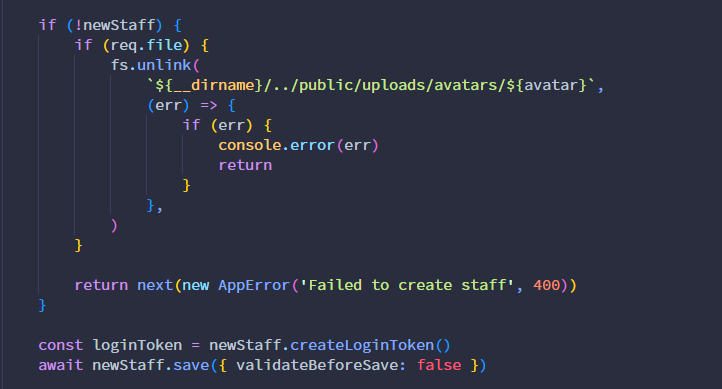 if (!newStaff) {
if (req.file) {
fs.unlink(
`${__dirname}/../public/uploads/avatars/${avatar}`,
(err) => {
if (err) {
console.error(err)
return
}
},
)
}
return next(new AppError('Failed to create staff', 400))
}
const loginToken = newStaff.createLoginToken()
await newStaff.save({ validateBeforeSave: false })